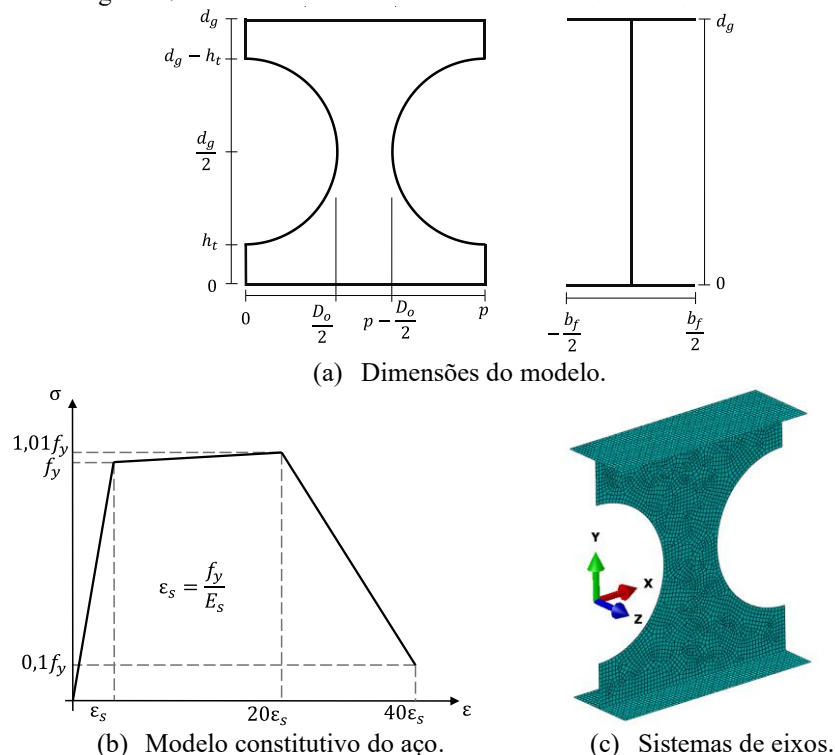 d_g
d_g − h_t
d_g/2
h_t
0
0
D_o/2
p − D_o/2
p
d_g
0
−b_f/2
b_f/2
(a) Dimensões do modelo.
σ
1,01f_y
f_y
ε_s = f_y/E_s
0,1f_y
ε_s
20ε_s
40ε_s
ε
(b) Modelo constitutivo do aço.
Y
X
Z
(c) Sistemas de eixos.